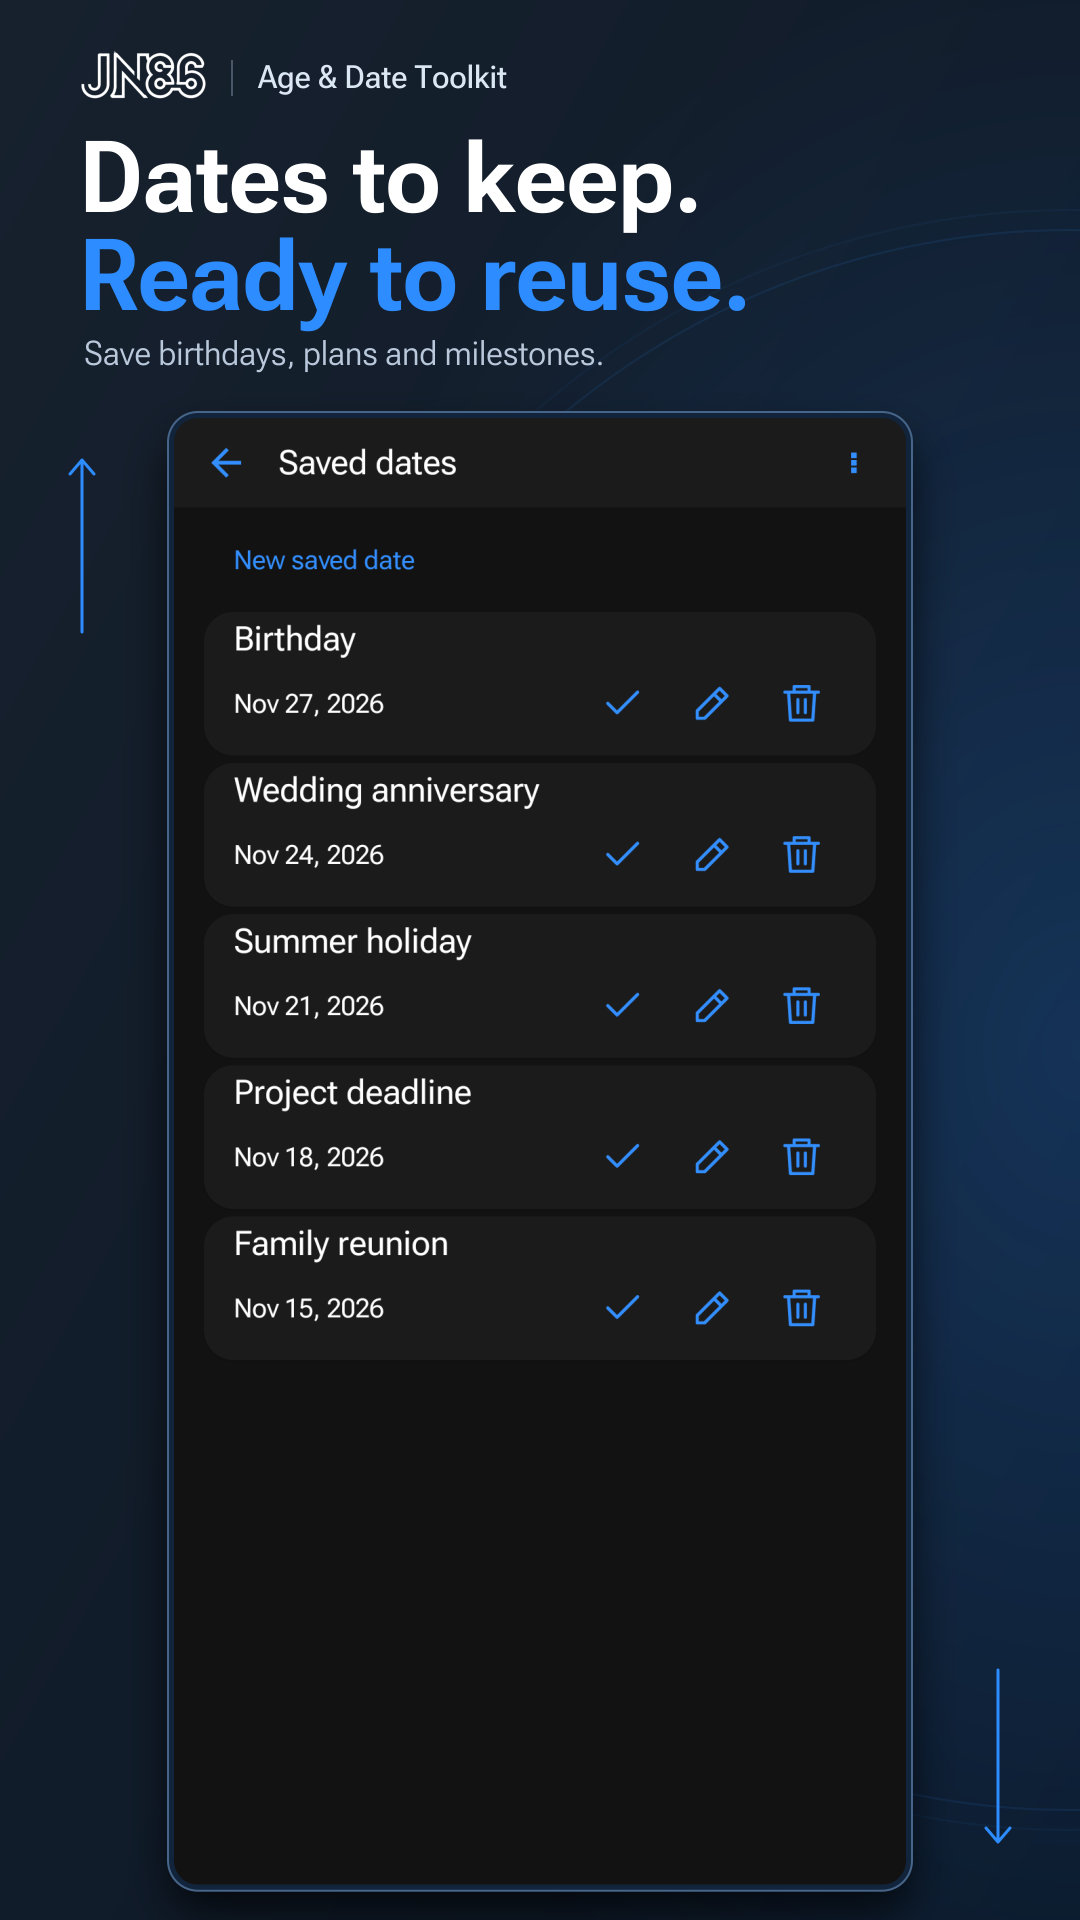 JN86
Age & Date Toolkit
Dates to keep.
Ready to reuse.
Save birthdays, plans and milestones.
Saved dates
New saved date
Birthday
Nov 27, 2026
Wedding anniversary
Nov 24, 2026
Summer holiday
Nov 21, 2026
Project deadline
Nov 18, 2026
Family reunion
Nov 15, 2026